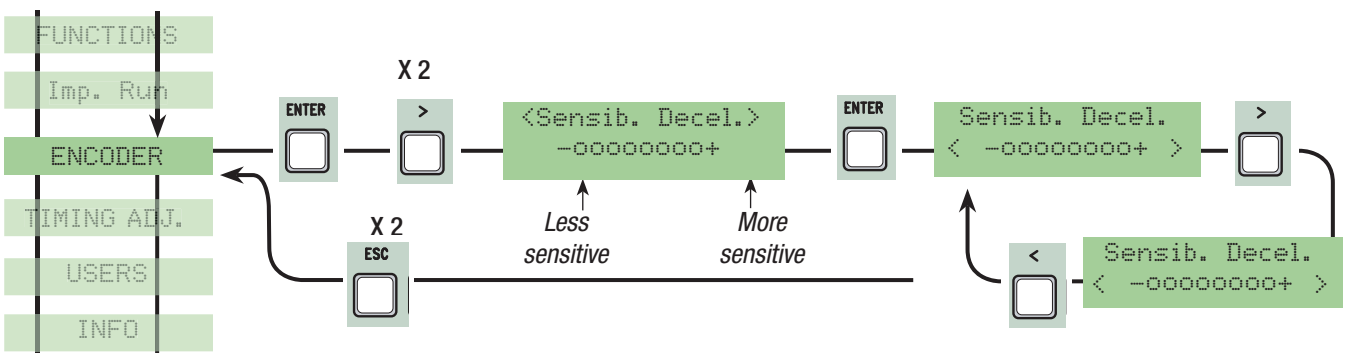 FUNCTIONS
Imp. Run
ENCODER
TIMING ADJ.
USERS
INFO
ENTER
X 2
>
<Sensib. Decel.>
-oooooooo+
Less
sensitive
More
sensitive
ENTER
Sensib. Decel.
< -oooooooo+ >
>
X 2
ESC
<
Sensib. Decel.
< -oooooooo+ >